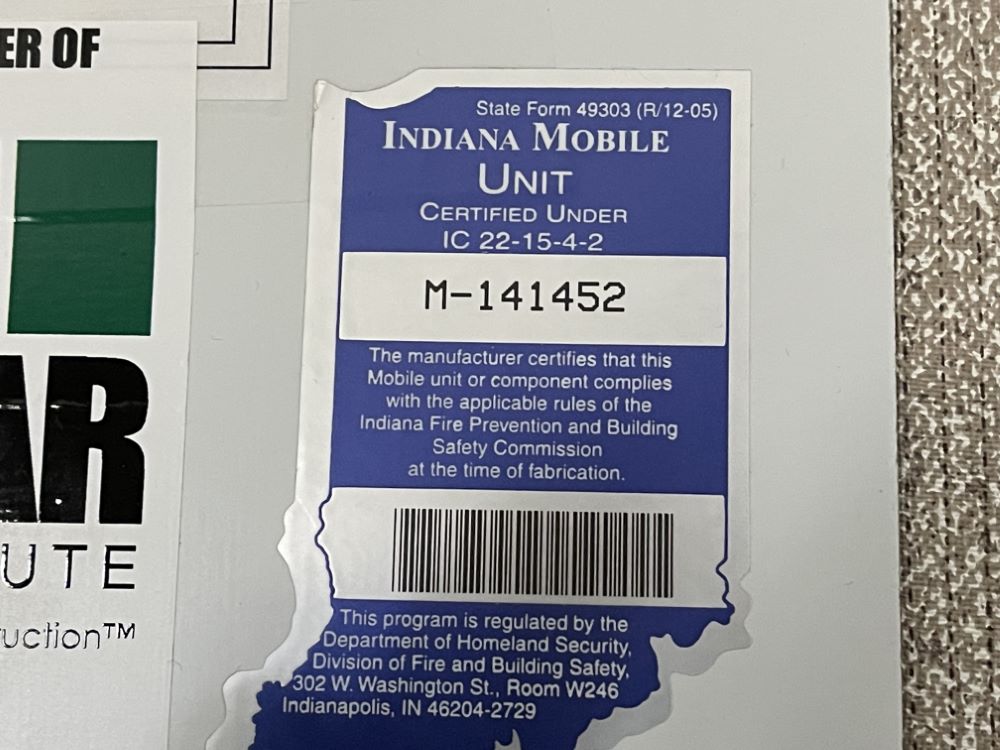 ER OF
AR
UTE
uction™
State Form 49303 (R/12-05)
INDIANA MOBILE
UNIT
CERTIFIED UNDER
IC 22-15-4-2
M-141452
The manufacturer certifies that this
Mobile unit or component complies
with the applicable rules of the
Indiana Fire Prevention and Building
Safety Commission
at the time of fabrication.
This program is regulated by the
Department of Homeland Security,
Division of Fire and Building Safety,
302 W. Washington St., Room W246
Indianapolis, IN 46204-2729